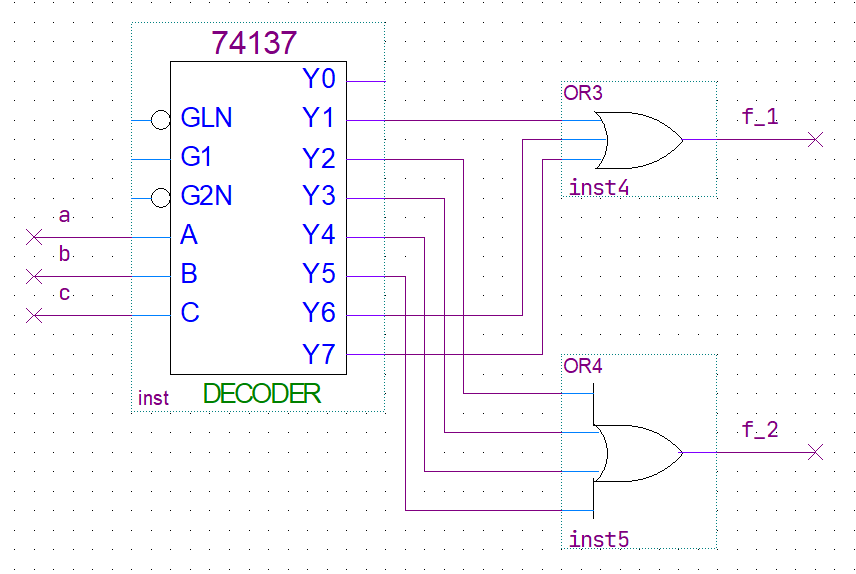 74137
Y0
GLN Y1
G1 Y2
G2N Y3
a
A Y4
b
B Y5
c
C Y6
Y7
inst DECODER
OR3
f_1
inst4
OR4
f_2
inst5